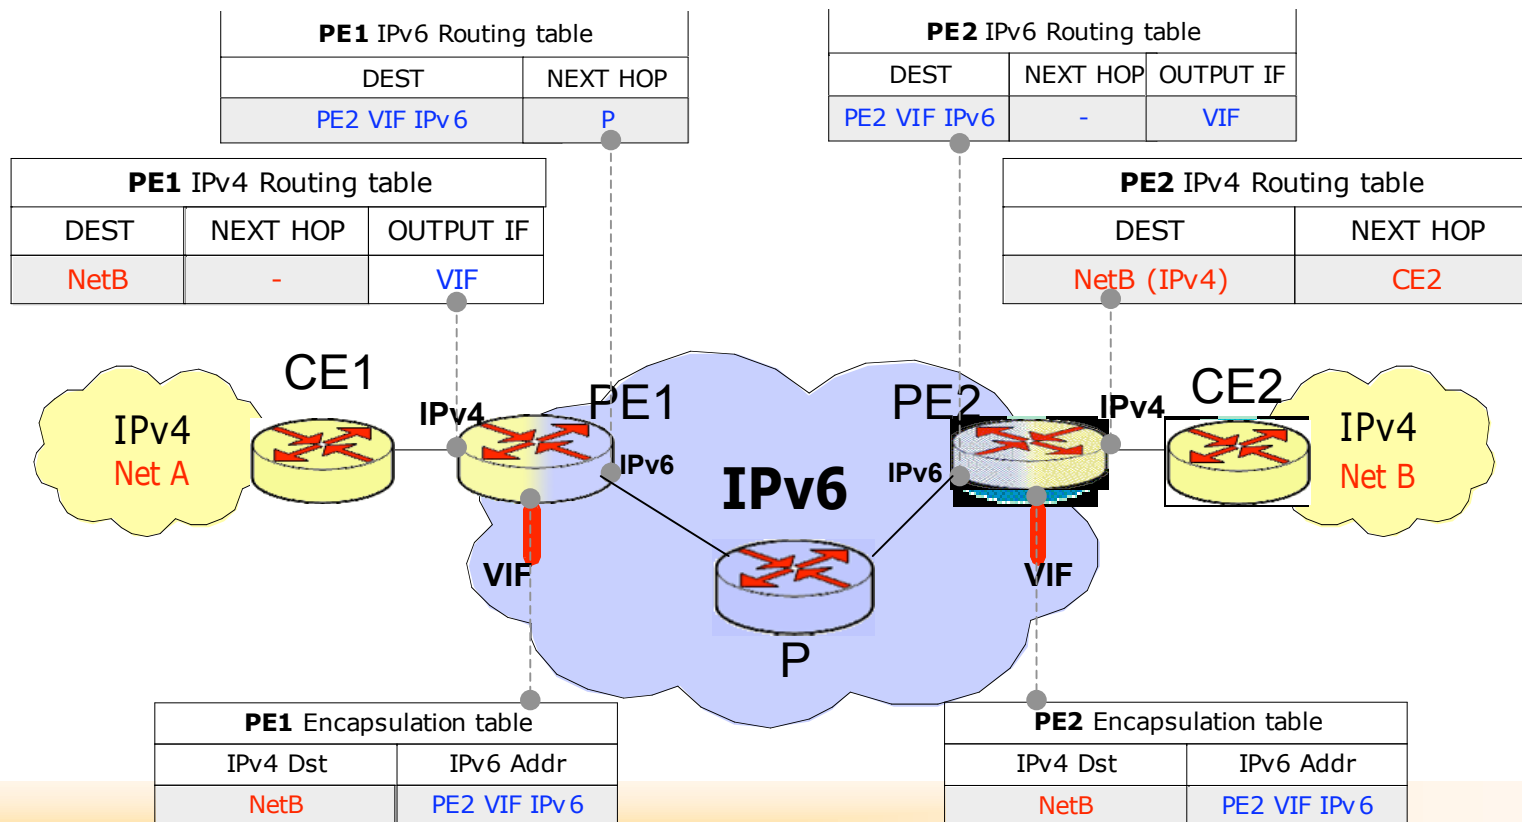 PE1 IPv6 Routing table
DEST NEXT HOP
PE2 VIF IPv6 P
PE2 IPv6 Routing table
DEST NEXT HOP OUTPUT IF
PE2 VIF IPv6 - VIF
PE1 IPv4 Routing table
DEST NEXT HOP OUTPUT IF
NetB - VIF
PE2 IPv4 Routing table
DEST NEXT HOP
NetB (IPv4) CE2
CE1
PE1
PE2
CE2
IPv4
IPv4
IPv4
Net A
IPv4
Net B
IPv6
IPv6
IPv6
VIF
VIF
P
PE1 Encapsulation table
IPv4 Dst IPv6 Addr
NetB PE2 VIF IPv6
PE2 Encapsulation table
IPv4 Dst IPv6 Addr
NetB PE2 VIF IPv6